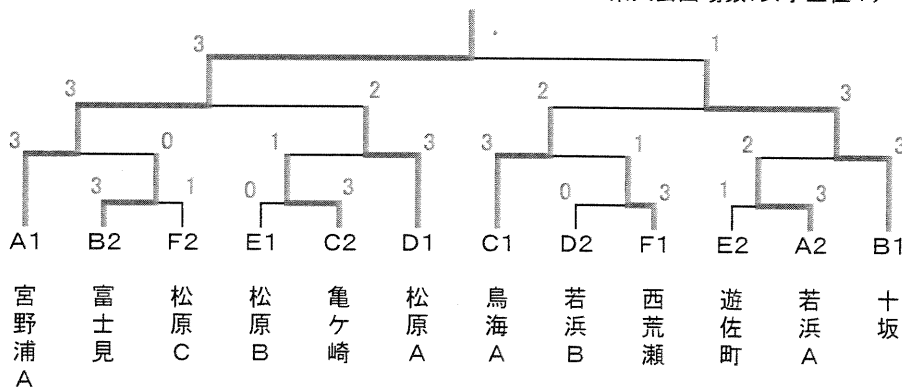 3 1
3 2 2 3
3 0 1 3 3 1 2 3
3 1 0 3 0 3 1 3
A1 B2 F2 E1 C2 D1 C1 D2 F1 E2 A2 B1
宮野浦A
富士見
松原C
松原B
亀ケ崎
松原A
鳥海A
若浜B
西荒瀬
遊佐町
若浜A
十坂